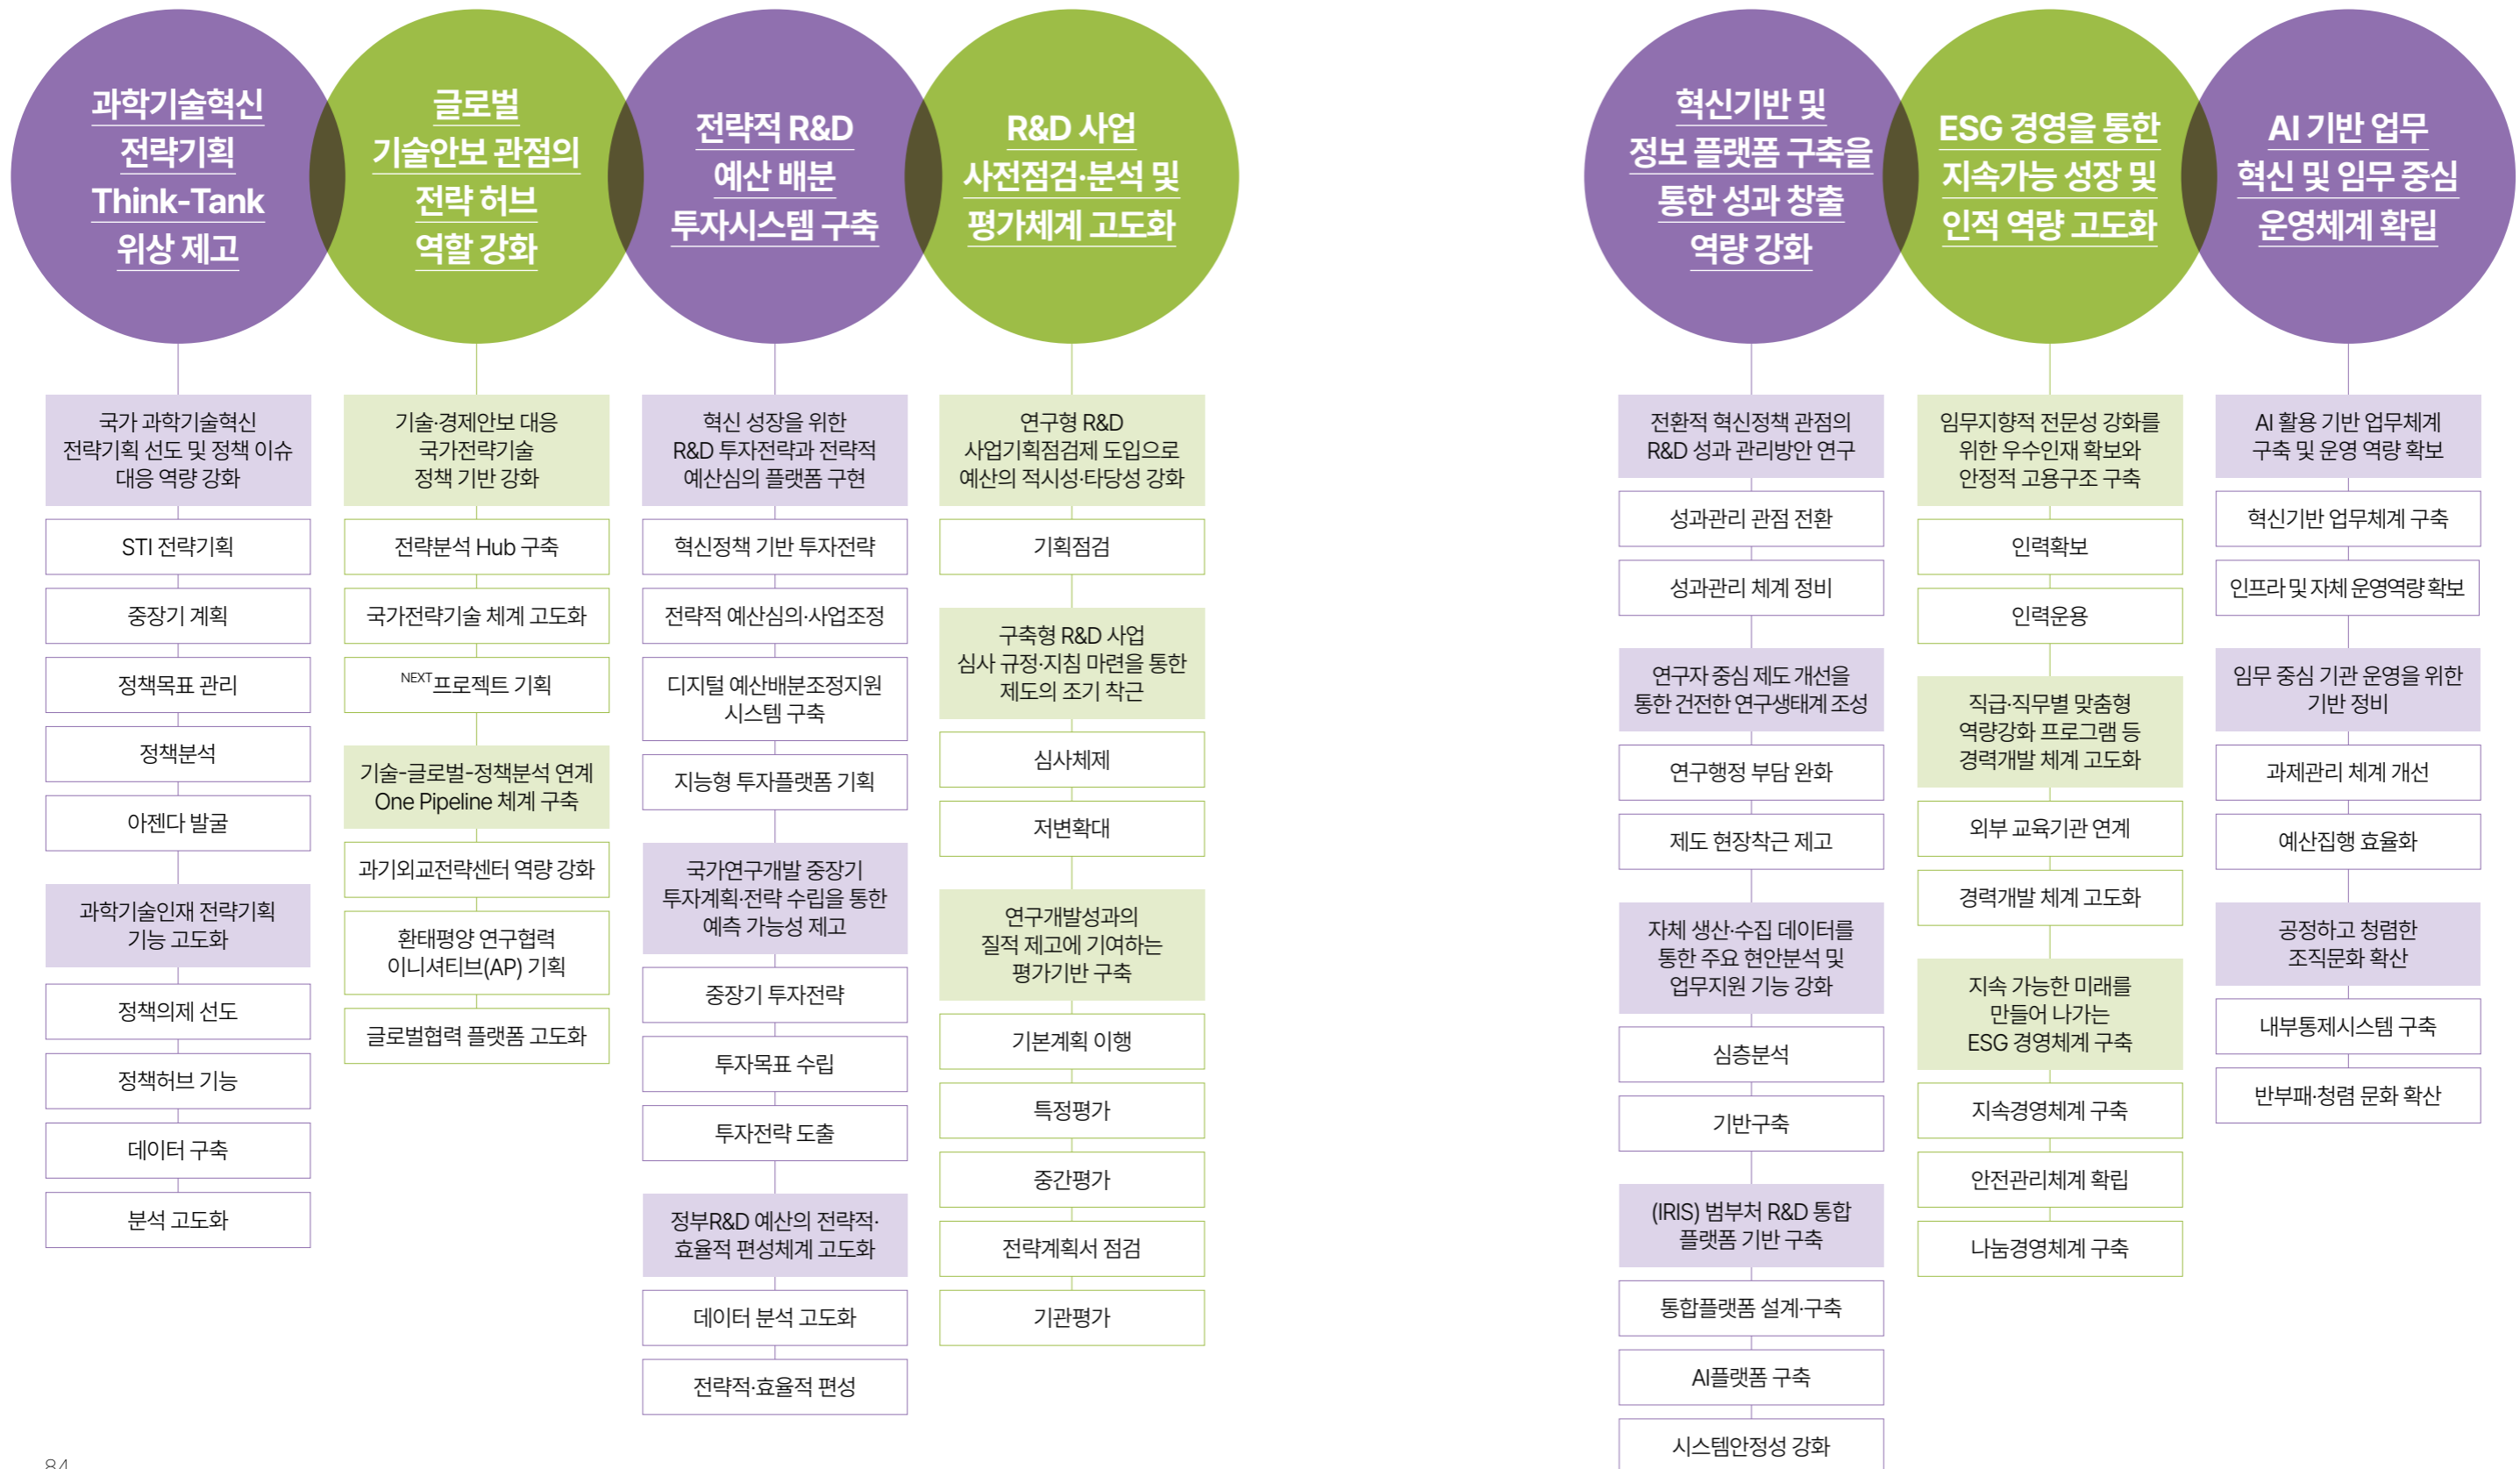 과학기술혁신
전략기획
Think-Tank
위상 제고
국가 과학기술혁신
전략기획 선도 및 정책 이슈
대응 역량 강화
STI 전략기획
중장기 계획
정책목표 관리
정책분석
아젠다 발굴
과학기술인재 전략기획
기능 고도화
정책의제 선도
정책허브 기능
데이터 구축
분석 고도화
글로벌
기술안보 관점의
전략 허브
역할 강화
기술·경제안보 대응
국가전략기술
정책 기반 강화
전략분석 Hub 구축
국가전략기술 체계 고도화
NEXT프로젝트 기획
기술-글로벌-정책분석 연계
One Pipeline 체계 구축
과기외교전략센터 역량 강화
환태평양 연구협력
이니셔티브(AP) 기획
글로벌협력 플랫폼 고도화
전략적 R&D
예산 배분
투자시스템 구축
혁신 성장을 위한
R&D 투자전략과 전략적
예산심의 플랫폼 구현
혁신정책 기반 투자전략
전략적 예산심의·사업조정
디지털 예산배분조정지원
시스템 구축
지능형 투자플랫폼 기획
국가연구개발 중장기
투자계획·전략 수립을 통한
예측 가능성 제고
중장기 투자전략
투자목표 수립
투자전략 도출
정부R&D 예산의 전략적·
효율적 편성체계 고도화
데이터 분석 고도화
전략적·효율적 편성
R&D 사업
사전점검·분석 및
평가체계 고도화
연구형 R&D
사업기획점검제 도입으로
예산의 적시성·타당성 강화
기획점검
구축형 R&D 사업
심사 규정·지침 마련을 통한
제도의 조기 착근
심사체제
저변확대
연구개발성과의
질적 제고에 기여하는
평가기반 구축
기본계획 이행
특정평가
중간평가
전략계획서 점검
기관평가
혁신기반 및
정보 플랫폼 구축을
통한 성과 창출
역량 강화
전환적 혁신정책 관점의
R&D 성과 관리방안 연구
성과관리 관점 전환
성과관리 체계 정비
연구자 중심 제도 개선을
통한 건전한 연구생태계 조성
연구행정 부담 완화
제도 현장착근 제고
자체 생산·수집 데이터를
통한 주요 현안분석 및
업무지원 기능 강화
심층분석
기반구축
(IRIS) 범부처 R&D 통합
플랫폼 기반 구축
통합플랫폼 설계·구축
AI플랫폼 구축
시스템안정성 강화
ESG 경영을 통한
지속가능 성장 및
인적 역량 고도화
임무지향적 전문성 강화를
위한 우수인재 확보와
안정적 고용구조 구축
인력확보
인력운용
직급·직무별 맞춤형
역량강화 프로그램 등
경력개발 체계 고도화
외부 교육기관 연계
경력개발 체계 고도화
지속 가능한 미래를
만들어 나가는
ESG 경영체계 구축
지속경영체계 구축
안전관리체계 확립
나눔경영체계 구축
AI 기반 업무
혁신 및 임무 중심
운영체계 확립
AI 활용 기반 업무체계
구축 및 운영 역량 확보
혁신기반 업무체계 구축
인프라 및 자체 운영역량 확보
임무 중심 기관 운영을 위한
기반 정비
과제관리 체계 개선
예산집행 효율화
공정하고 청렴한
조직문화 확산
내부통제시스템 구축
반부패·청렴 문화 확산
84